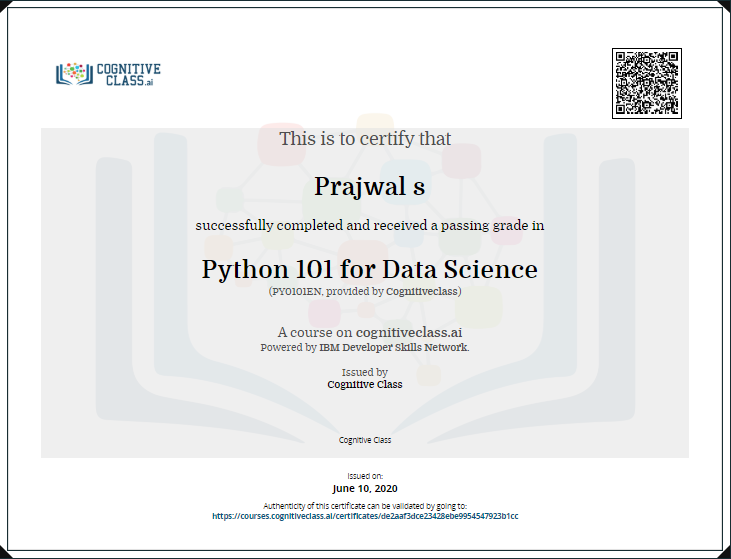 COGNITIVE
CLASS.ai
This is to certify that
Prajwal s
successfully completed and received a passing grade in
Python 101 for Data Science
(PY0101EN, provided by Cognitiveclass)
A course on cognitiveclass.ai
Powered by IBM Developer Skills Network.
Issued by
Cognitive Class
Cognitive Class
Issued on:
June 10, 2020
Authenticity of this certificate can be validated by going to:
https://courses.cognitiveclass.ai/certificates/de2aaf3dce23428ebe9954547923b1cc